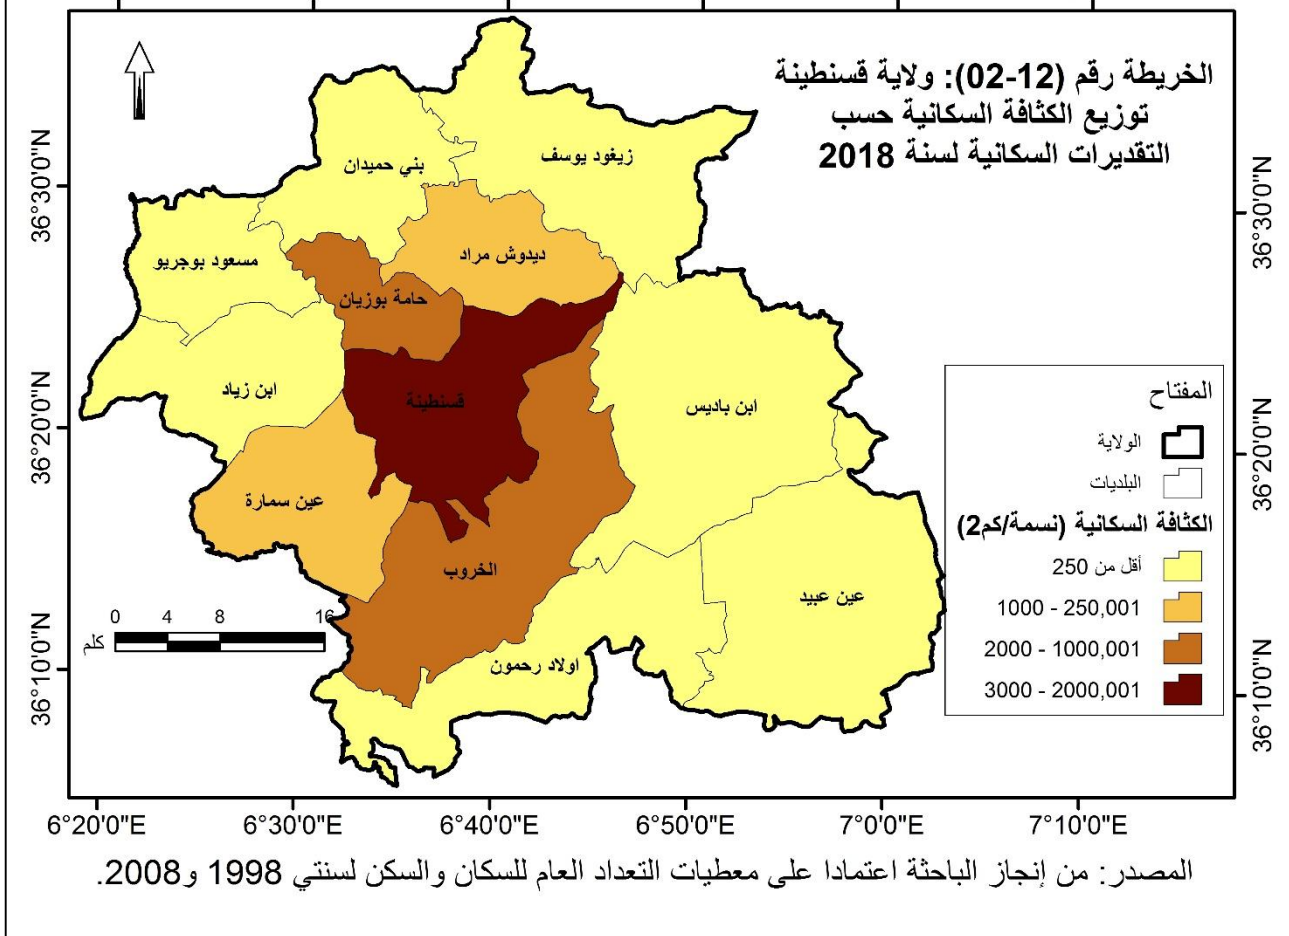 الخريطة رقم (12-02): ولاية قسنطينة
توزيع الكثافة السكانية حسب
التقديرات السكانية لسنة 2018
زيغود يوسف
بني حميدان
ديدوش مراد
مسعود بوجريو
حامة بوزيان
ابن زياد
قسنطينة
ابن باديس
عين سمارة
الخروب
عين عبيد
اولاد رحمون
36°30'0"N
36°20'0"N
36°10'0"N
36°30'0"N
36°20'0"N
36°10'0"N
المفتاح
الولاية
البلديات
الكثافة السكانية (نسمة/كم2)
أقل من 250
250,001 - 1000
1000,001 - 2000
2000,001 - 3000
0 4 8 16
كلم
6°20'0"E 6°30'0"E 6°40'0"E 6°50'0"E 7°0'0"E 7°10'0"E
المصدر: من إنجاز الباحثة اعتمادا على معطيات التعداد العام للسكان والسكن لسنتي 1998 و2008.